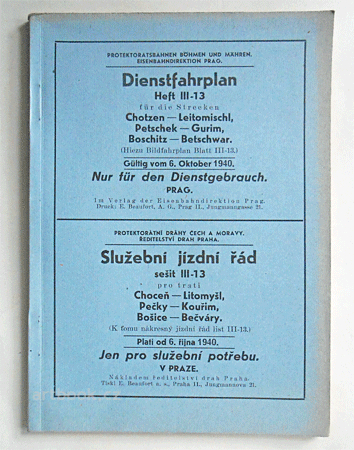 PROTEKTORATSBAHNEN BÖHMEN UND MÄHREN.
EISENBAHNDIREKTION PRAG.
Dienstfahrplan
Heft III-13
für die Strecken
Chotzen — Leitomischl,
Petschek — Gurim,
Boschitz — Betschwar.
(Hiezu Bildfahrplan Blatt III-13.)
Gültig vom 6. Oktober 1940.
Nur für den Dienstgebrauch.
PRAG.
Im Verlag der Eisenbahndirektion Prag.
Druck: E. Beaufort, A. G., Prag II., Jungmanngasse 21.
PROTEKTORÁTNÍ DRÁHY ČECH A MORAVY.
ŘEDITELSTVÍ DRAH PRAHA.
Služební jízdní řád
sešit III-13
pro trati
Choceň — Litomyšl,
Pečky — Kouřim,
Bošice — Bečváry.
(K tomu nákresný jízdní řád list III-13.)
Platí od 6. října 1940.
Jen pro služební potřebu.
V PRAZE.
Nákladem ředitelství drah Praha.
Tiskl E. Beaufort a. s., Praha II., Jungmannova 21.